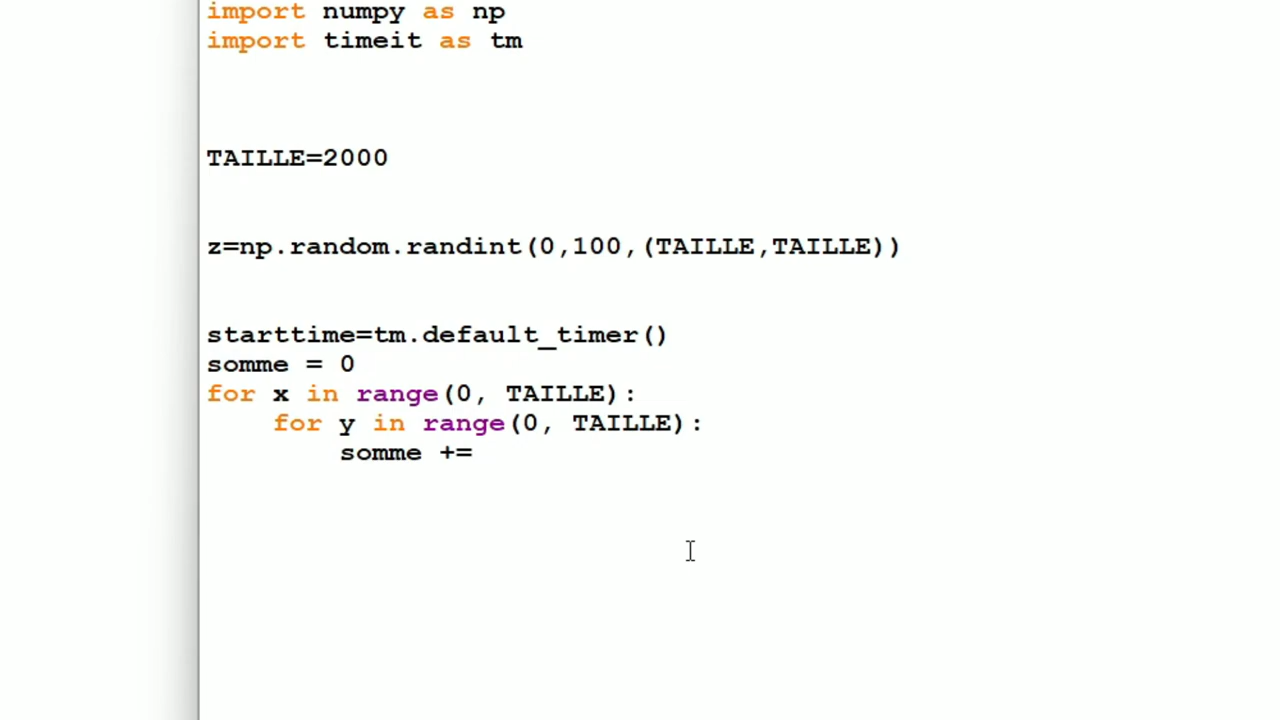 import numpy as np
import timeit as tm
TAILLE=2000
z=np.random.randint(0,100,(TAILLE,TAILLE))
starttime=tm.default_timer()
somme = 0
for x in range(0, TAILLE):
    for y in range(0, TAILLE):
        somme +=